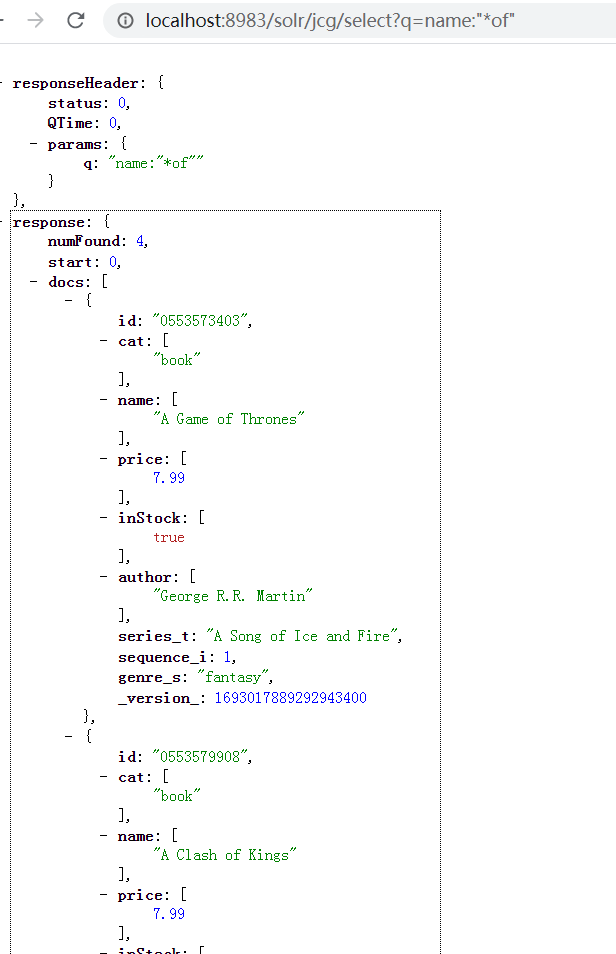 localhost:8983/solr/jcg/select?q=name:"*of"
- responseHeader: {
status: 0,
QTime: 0,
- params: {
q: "name:"*of""
}
},
- response: {
numFound: 4,
start: 0,
- docs: [
- {
id: "0553573403",
- cat: [
"book"
],
- name: [
"A Game of Thrones"
],
- price: [
7.99
],
- inStock: [
true
],
- author: [
"George R.R. Martin"
],
series_t: "A Song of Ice and Fire",
sequence_i: 1,
genre_s: "fantasy",
_version_: 1693017889292943400
},
- {
id: "0553579908",
- cat: [
"book"
],
- name: [
"A Clash of Kings"
],
- price: [
7.99
],
- inStock: [